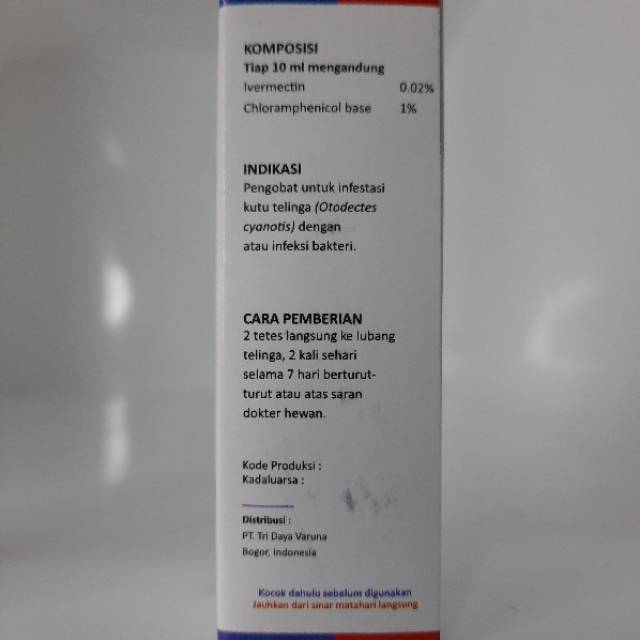 KOMPOSISI
Tiap 10 ml mengandung
Ivermectin 0.02%
Chloramphenicol base 1%
INDIKASI
Pengobat untuk infestasi
kutu telinga (Otodectes
cyanotis) dengan
atau infeksi bakteri.
CARA PEMBERIAN
2 tetes langsung ke lubang
telinga, 2 kali sehari
selama 7 hari berturut-
turut atau atas saran
dokter hewan.
Kode Produksi :
Kadaluarsa :
Distribusi :
PT. Tri Daya Varuna
Bogor, Indonesia
Kocok dahulu sebelum digunakan
Jauhkan dari sinar matahari langsung